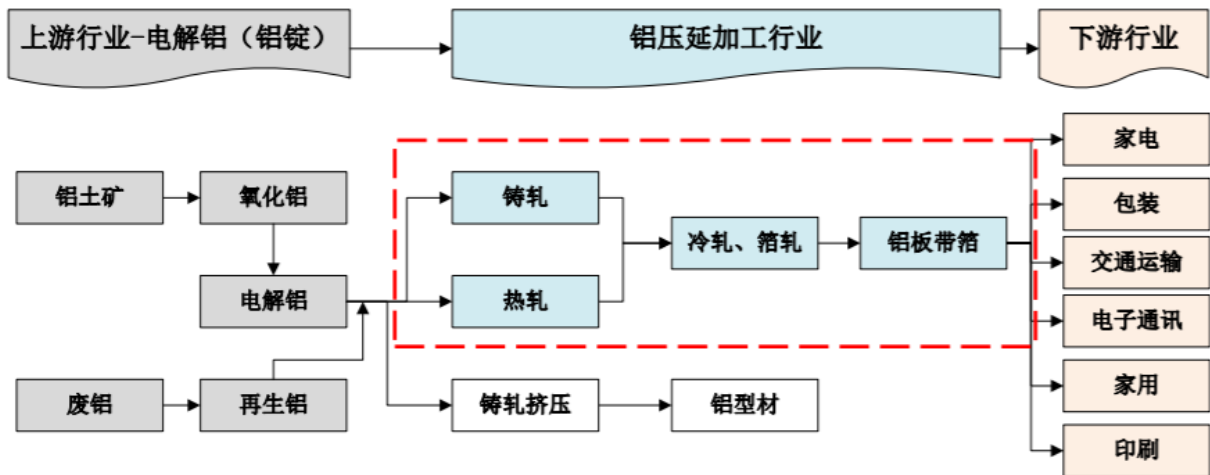 上游行业-电解铝（铝锭）
铝压延加工行业
下游行业
家电
铝土矿
氧化铝
铸轧
包装
冷轧、箔轧
铝板带箔
交通运输
电解铝
热轧
电子通讯
废铝
再生铝
铸轧挤压
铝型材
家用
印刷